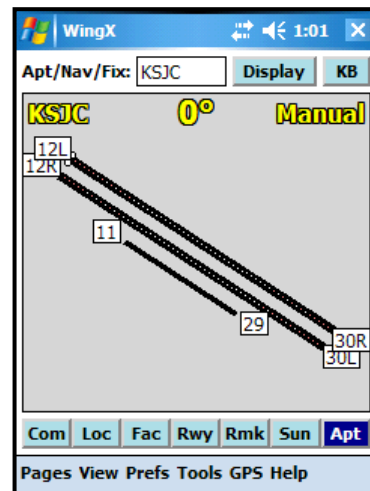 WingX 1:01
Apt/Nav/Fix: KSJC Display KB
KSJC 0° Manual
12L
12R
11
29
30R
30L
Com Loc Fac Rwy Rmk Sun Apt
Pages View Prefs Tools GPS Help